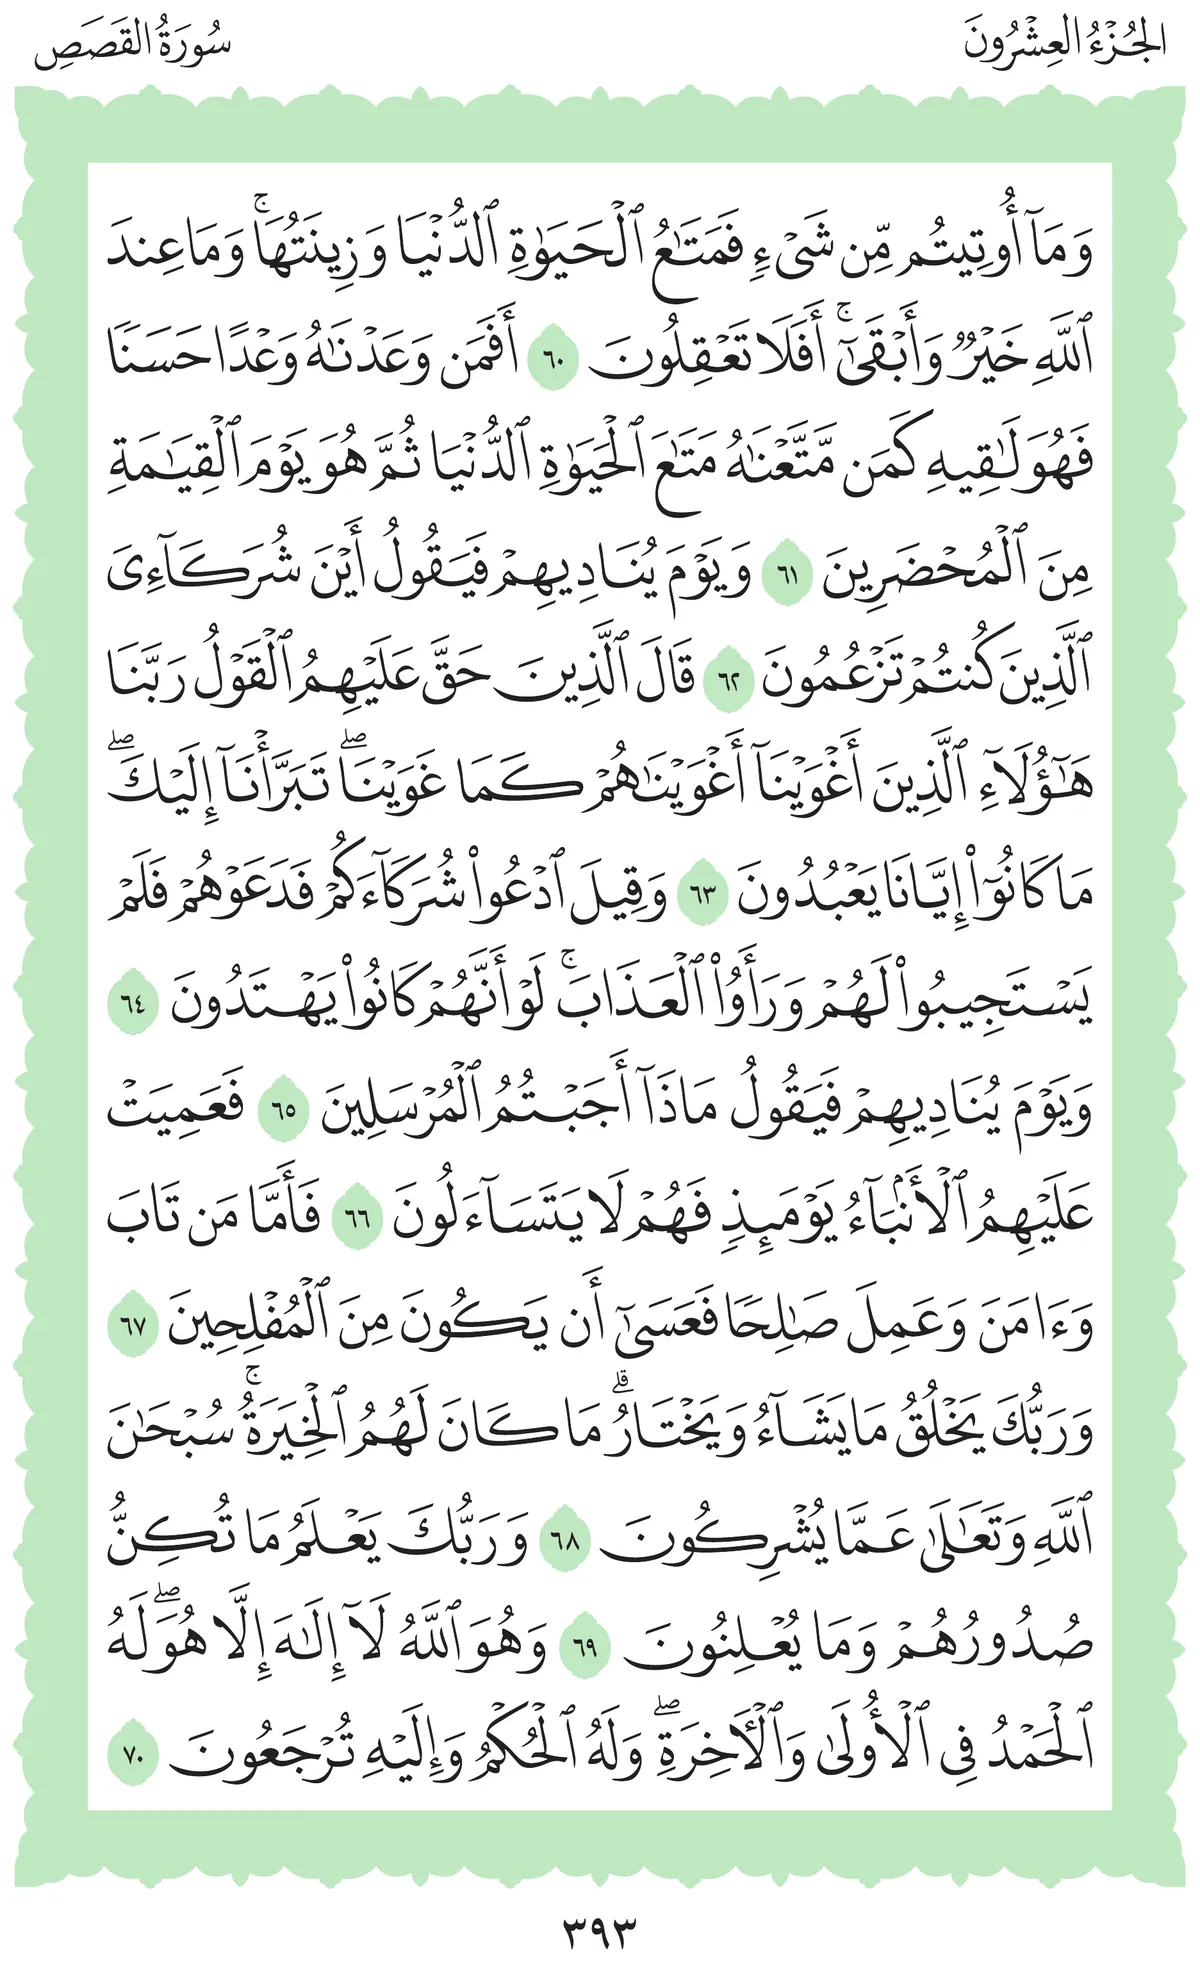 الجُزْءُ العِشْرُونَ
سُورَةُ القَصَصِ
وَمَآ أُوتِيتُم مِّن شَىْءٍ فَمَتَٰعُ ٱلْحَيَوٰةِ ٱلدُّنْيَا وَزِينَتُهَا ۚ وَمَا عِندَ
ٱللَّهِ خَيْرٌ وَأَبْقَىٰٓ ۚ أَفَلَا تَعْقِلُونَ ٦٠ أَفَمَن وَعَدْنَٰهُ وَعْدًا حَسَنًا
فَهُوَ لَٰقِيهِ كَمَن مَّتَّعْنَٰهُ مَتَٰعَ ٱلْحَيَوٰةِ ٱلدُّنْيَا ثُمَّ هُوَ يَوْمَ ٱلْقِيَٰمَةِ
مِنَ ٱلْمُحْضَرِينَ ٦١ وَيَوْمَ يُنَادِيهِمْ فَيَقُولُ أَيْنَ شُرَكَآءِىَ
ٱلَّذِينَ كُنتُمْ تَزْعُمُونَ ٦٢ قَالَ ٱلَّذِينَ حَقَّ عَلَيْهِمُ ٱلْقَوْلُ رَبَّنَا
هَٰٓؤُلَآءِ ٱلَّذِينَ أَغْوَيْنَآ أَغْوَيْنَٰهُمْ كَمَا غَوَيْنَا ۖ تَبَرَّأْنَآ إِلَيْكَ ۖ
مَا كَانُوٓا۟ إِيَّانَا يَعْبُدُونَ ٦٣ وَقِيلَ ٱدْعُوا۟ شُرَكَآءَكُمْ فَدَعَوْهُمْ فَلَمْ
يَسْتَجِيبُوا۟ لَهُمْ وَرَأَوُا۟ ٱلْعَذَابَ ۚ لَوْ أَنَّهُمْ كَانُوا۟ يَهْتَدُونَ ٦٤
وَيَوْمَ يُنَادِيهِمْ فَيَقُولُ مَاذَآ أَجَبْتُمُ ٱلْمُرْسَلِينَ ٦٥ فَعَمِيَتْ
عَلَيْهِمُ ٱلْأَنۢبَآءُ يَوْمَئِذٍ فَهُمْ لَا يَتَسَآءَلُونَ ٦٦ فَأَمَّا مَن تَابَ
وَءَامَنَ وَعَمِلَ صَٰلِحًا فَعَسَىٰٓ أَن يَكُونَ مِنَ ٱلْمُفْلِحِينَ ٦٧
وَرَبُّكَ يَخْلُقُ مَا يَشَآءُ وَيَخْتَارُ ۗ مَا كَانَ لَهُمُ ٱلْخِيَرَةُ ۚ سُبْحَٰنَ
ٱللَّهِ وَتَعَٰلَىٰ عَمَّا يُشْرِكُونَ ٦٨ وَرَبُّكَ يَعْلَمُ مَا تُكِنُّ
صُدُورُهُمْ وَمَا يُعْلِنُونَ ٦٩ وَهُوَ ٱللَّهُ لَآ إِلَٰهَ إِلَّا هُوَ ۖ لَهُ
ٱلْحَمْدُ فِى ٱلْأُولَىٰ وَٱلْـَٔاخِرَةِ ۖ وَلَهُ ٱلْحُكْمُ وَإِلَيْهِ تُرْجَعُونَ ٧٠
٣٩٣